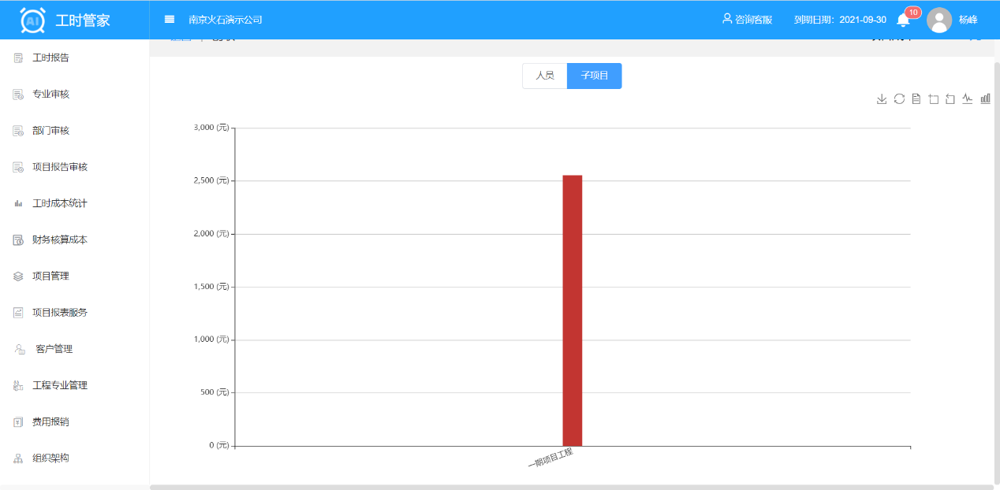 AI 工时管家
南京火石演示公司
咨询客服
到期日期：2021-09-30
10
杨峰
工时报告
专业审核
部门审核
项目报告审核
工时成本统计
财务核算成本
项目管理
项目报表服务
客户管理
工程专业管理
费用报销
组织架构
人员
子项目
3,000 (元)
2,500 (元)
2,000 (元)
1,500 (元)
1,000 (元)
500 (元)
0 (元)
一期项目工程